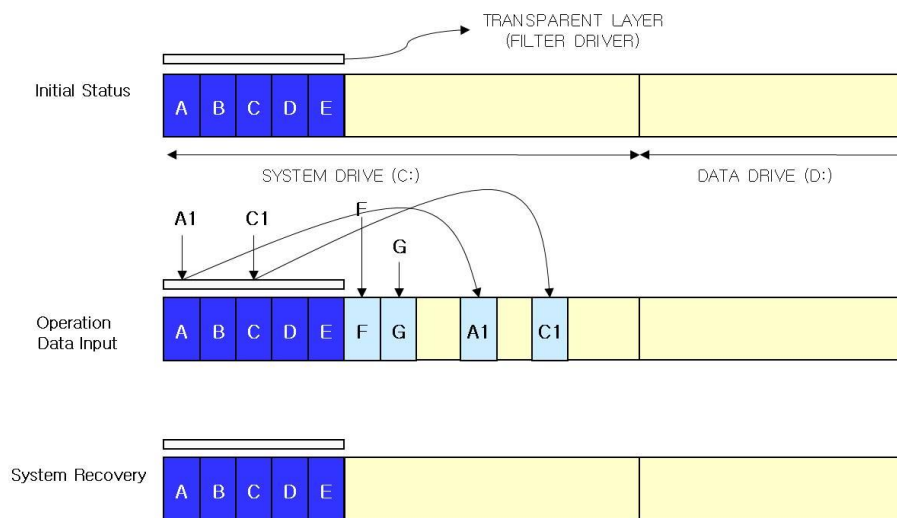 TRANSPARENT LAYER
(FILTER DRIVER)
Initial Status
A B C D E
SYSTEM DRIVE (C:)
DATA DRIVE (D:)
A1
C1
F
G
Operation
Data Input
A B C D E F G A1 C1
System Recovery
A B C D E